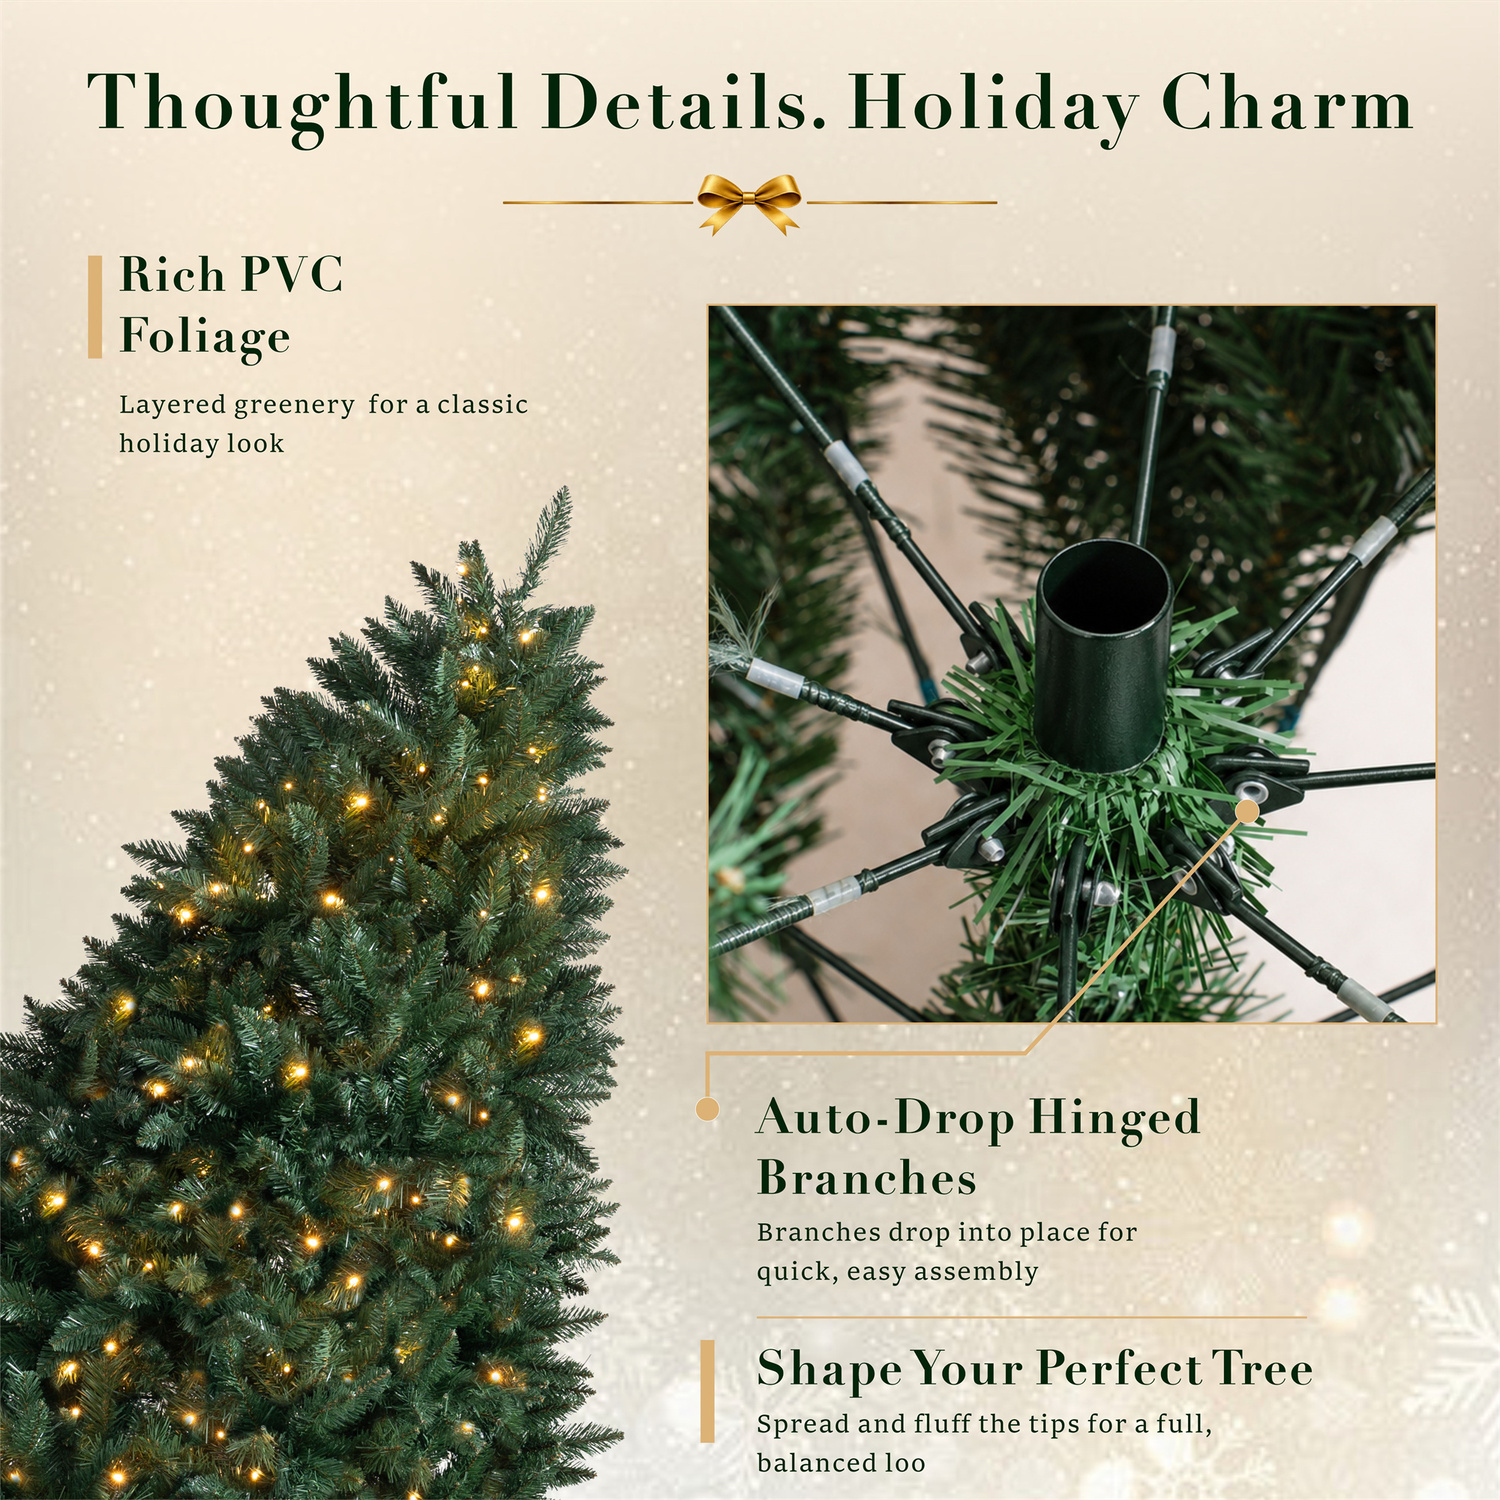 Thoughtful Details. Holiday Charm
Rich PVC
Foliage
Layered greenery for a classic
holiday look
Auto-Drop Hinged
Branches
Branches drop into place for
quick, easy assembly
Shape Your Perfect Tree
Spread and fluff the tips for a full,
balanced loo